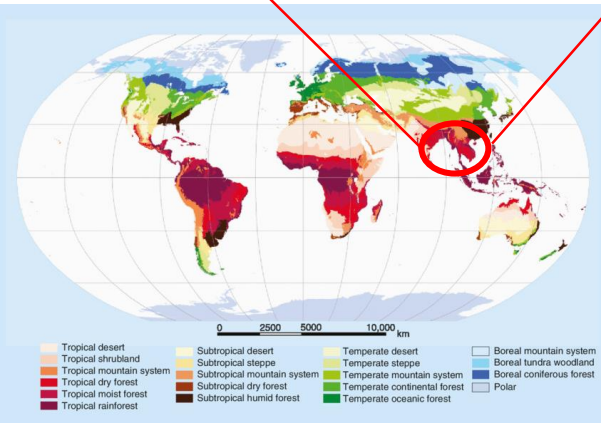 0 2500 5000 10,000 km
Tropical desert
Tropical shrubland
Tropical mountain system
Tropical dry forest
Tropical moist forest
Tropical rainforest
Subtropical desert
Subtropical steppe
Subtropical mountain system
Subtropical dry forest
Subtropical humid forest
Temperate desert
Temperate steppe
Temperate mountain system
Temperate continental forest
Temperate oceanic forest
Boreal mountain system
Boreal tundra woodland
Boreal coniferous forest
Polar